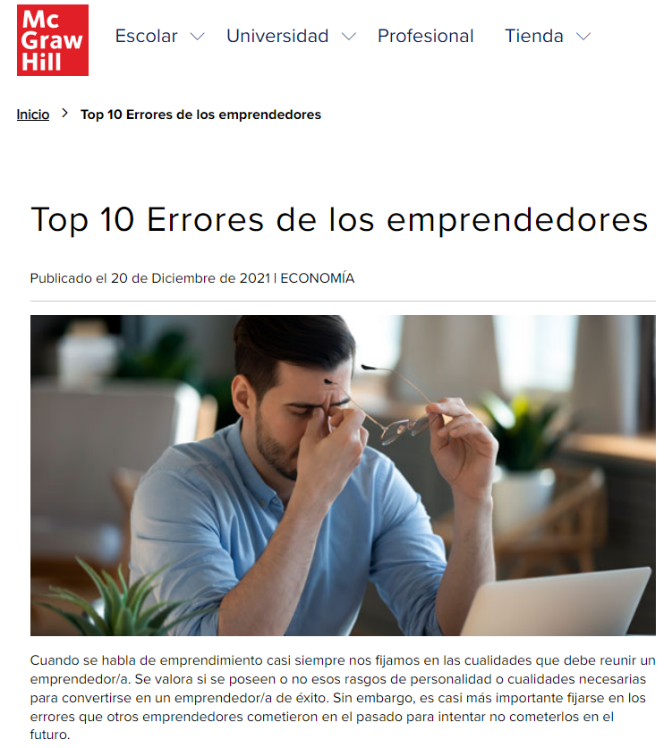 Mc
Graw
Hill
Escolar Universidad Profesional Tienda
Inicio > Top 10 Errores de los emprendedores
Top 10 Errores de los emprendedores
Publicado el 20 de Diciembre de 2021 | ECONOMÍA
Cuando se habla de emprendimiento casi siempre nos fijamos en las cualidades que debe reunir un
emprendedor/a. Se valora si se poseen o no esos rasgos de personalidad o cualidades necesarias
para convertirse en un emprendedor/a de éxito. Sin embargo, es casi más importante fijarse en los
errores que otros emprendedores cometieron en el pasado para intentar no cometerlos en el
futuro.